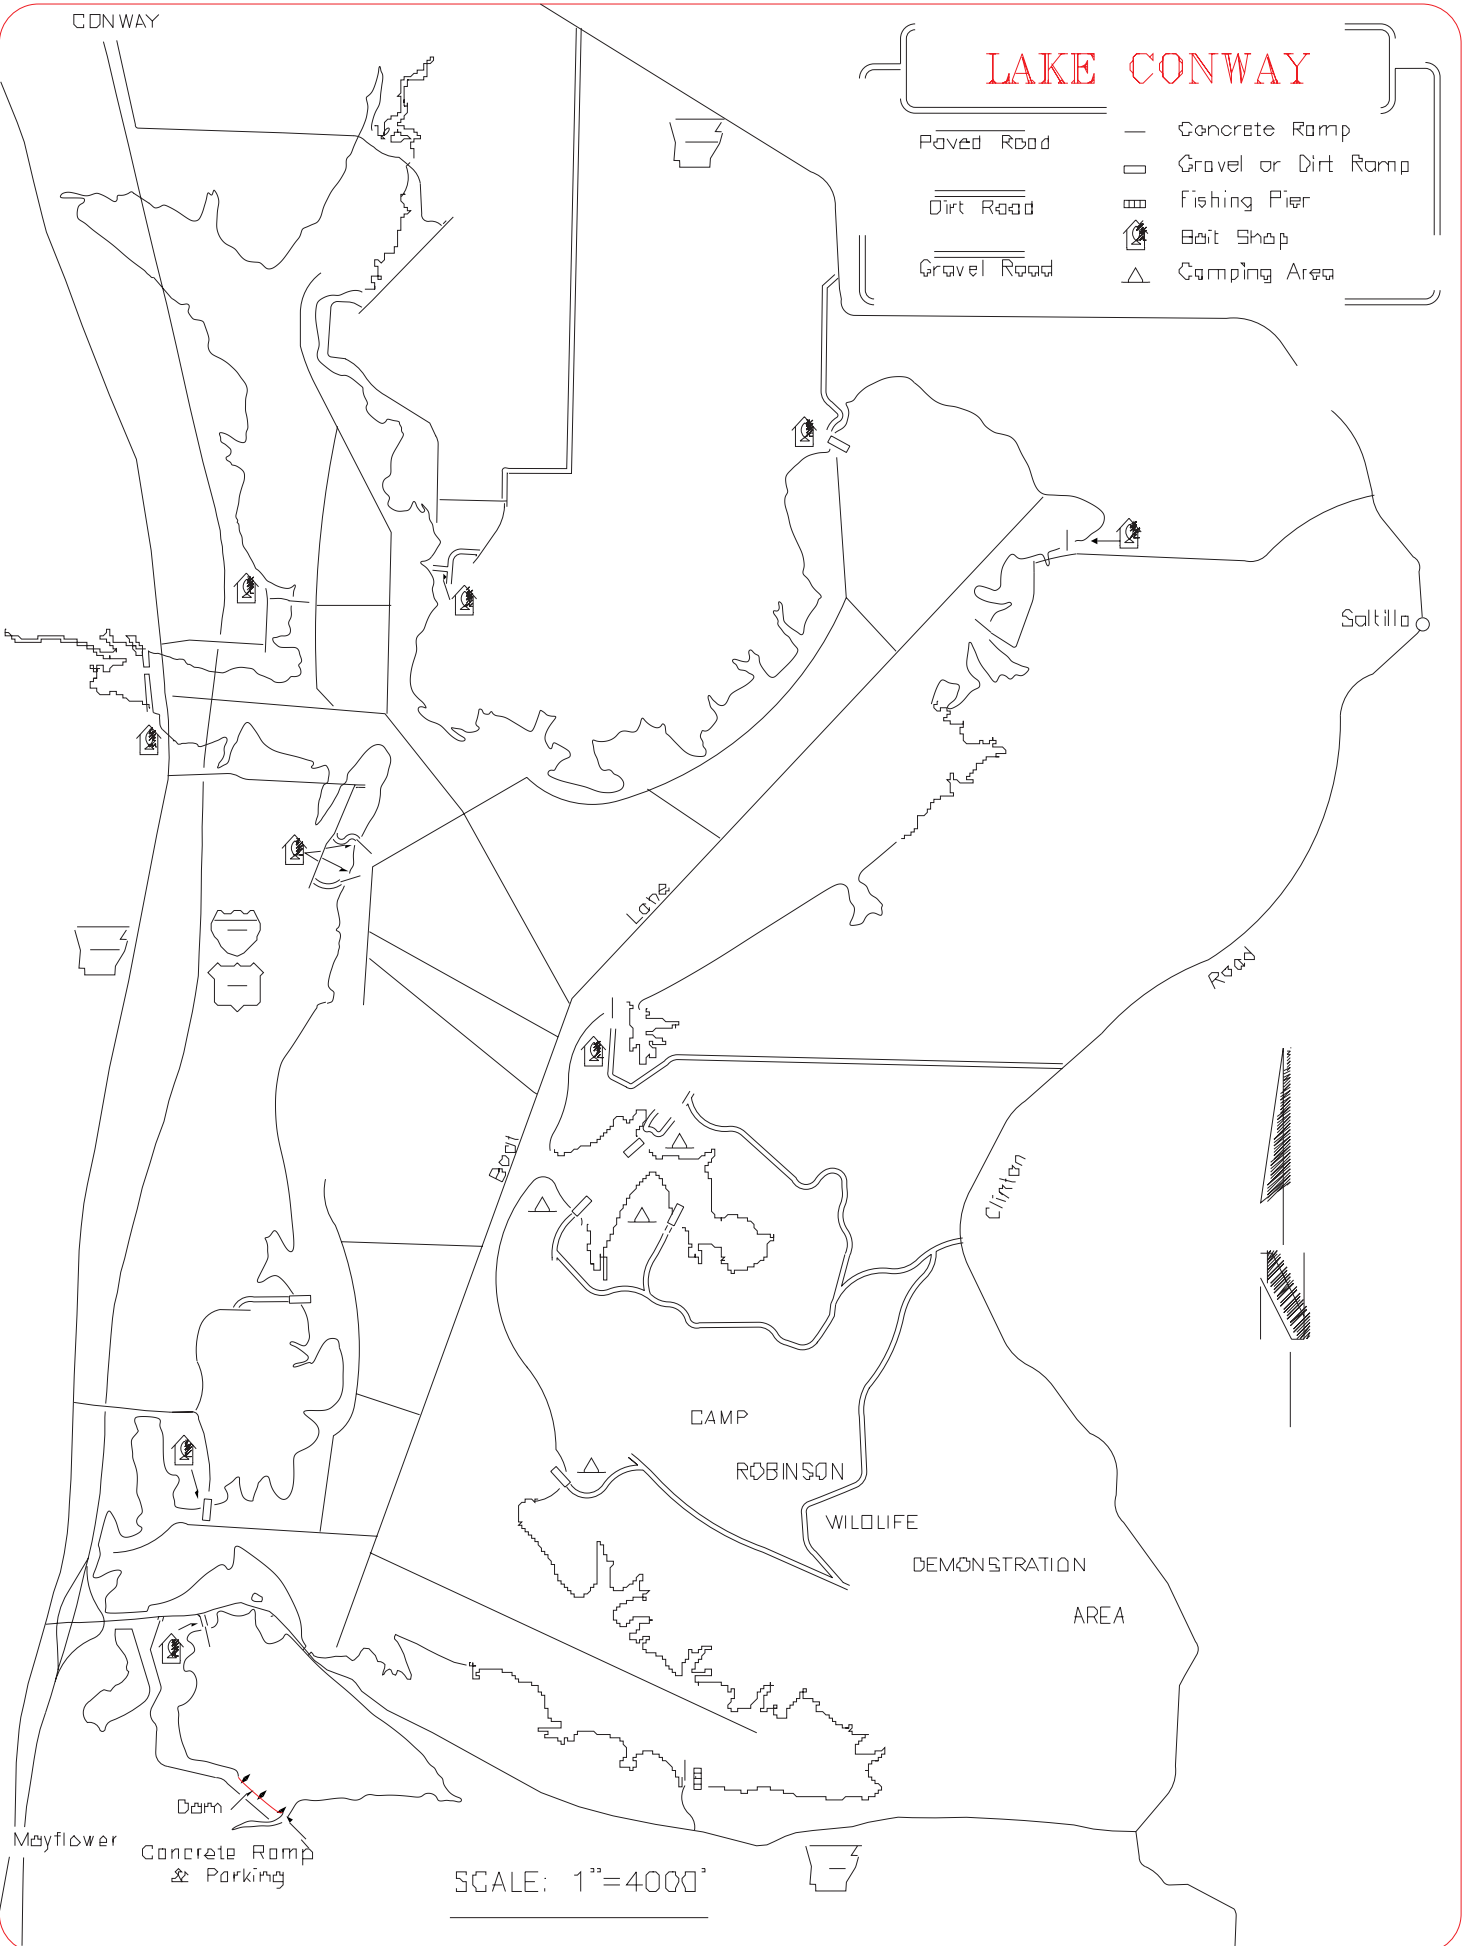 CONWAY
LAKE CONWAY
Paved Road
Dirt Road
Gravel Road
Concrete Ramp
Gravel or Dirt Ramp
Fishing Pier
Bait Shop
Camping Area
Saltillo
Lane
Road
Boat
Clinton
CAMP
ROBINSON
WILDLIFE
DEMONSTRATION
AREA
Dam
Mayflower
Concrete Ramp
& Parking
SCALE: 1"=4000'
N